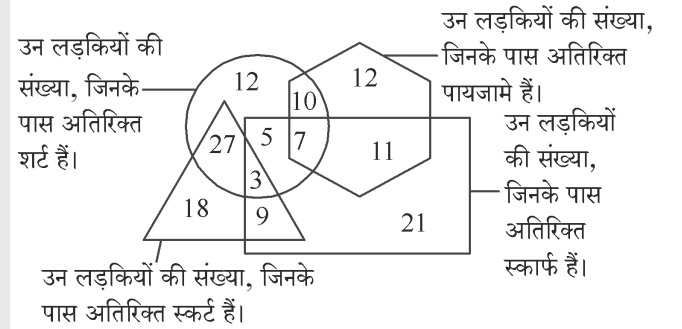 उन लड़कियों की
संख्या, जिनके
पास अतिरिक्त
शर्ट हैं।
उन लड़कियों की संख्या,
जिनके पास अतिरिक्त
पायजामे हैं।
12
12
10
27
5
7
11
3
18
9
21
उन लड़कियों
की संख्या,
जिनके पास
अतिरिक्त
स्कार्फ हैं।
उन लड़कियों की संख्या, जिनके
पास अतिरिक्त स्कर्ट हैं।